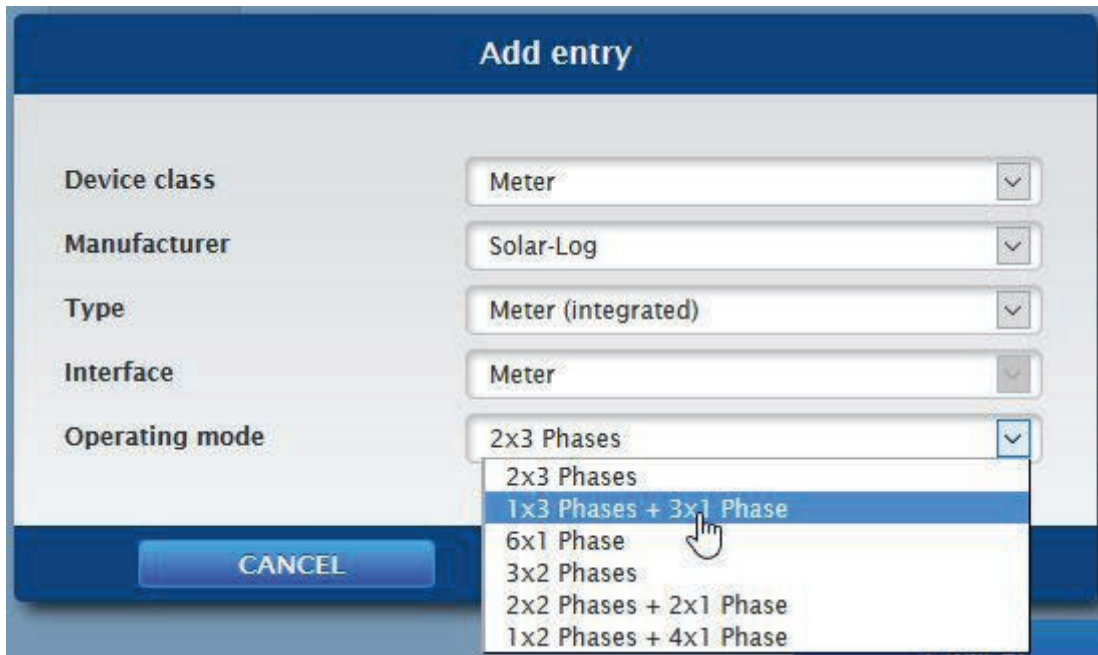 Add entry
Device class Meter
Manufacturer Solar-Log
Type Meter (integrated)
Interface Meter
Operating mode 2x3 Phases
2x3 Phases
1x3 Phases + 3x1 Phase
6x1 Phase
CANCEL
3x2 Phases
2x2 Phases + 2x1 Phase
1x2 Phases + 4x1 Phase